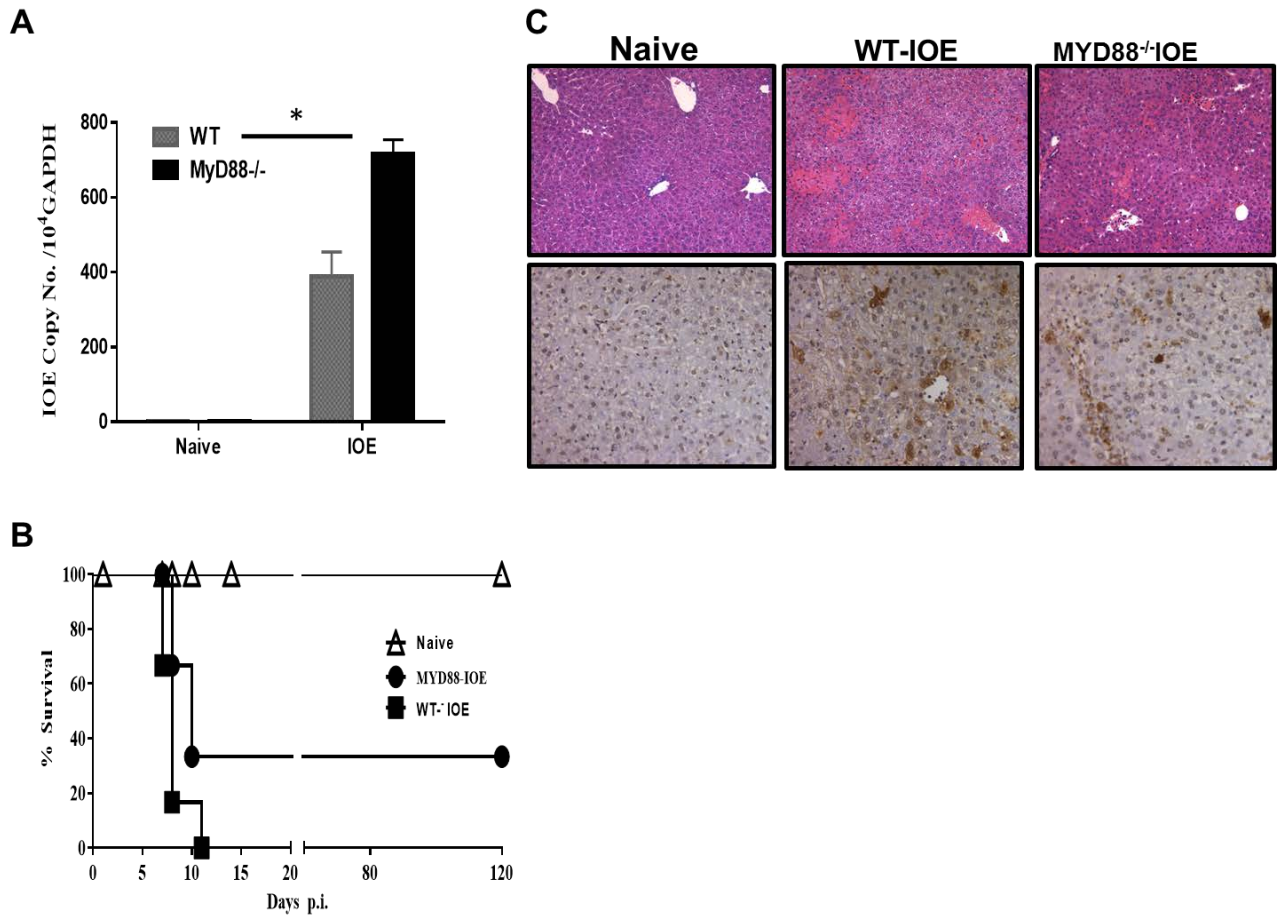 A
IOE Copy No. /10⁴GAPDH
800
600
400
200
0
WT
MyD88-/-
*
Naive
IOE
B
% Survival
100
80
60
40
20
0
Naive
MYD88-IOE
WT-⁻IOE
0
5
10
15
20
80
120
Days p.i.
C
Naive
WT-IOE
MYD88⁻/⁻IOE